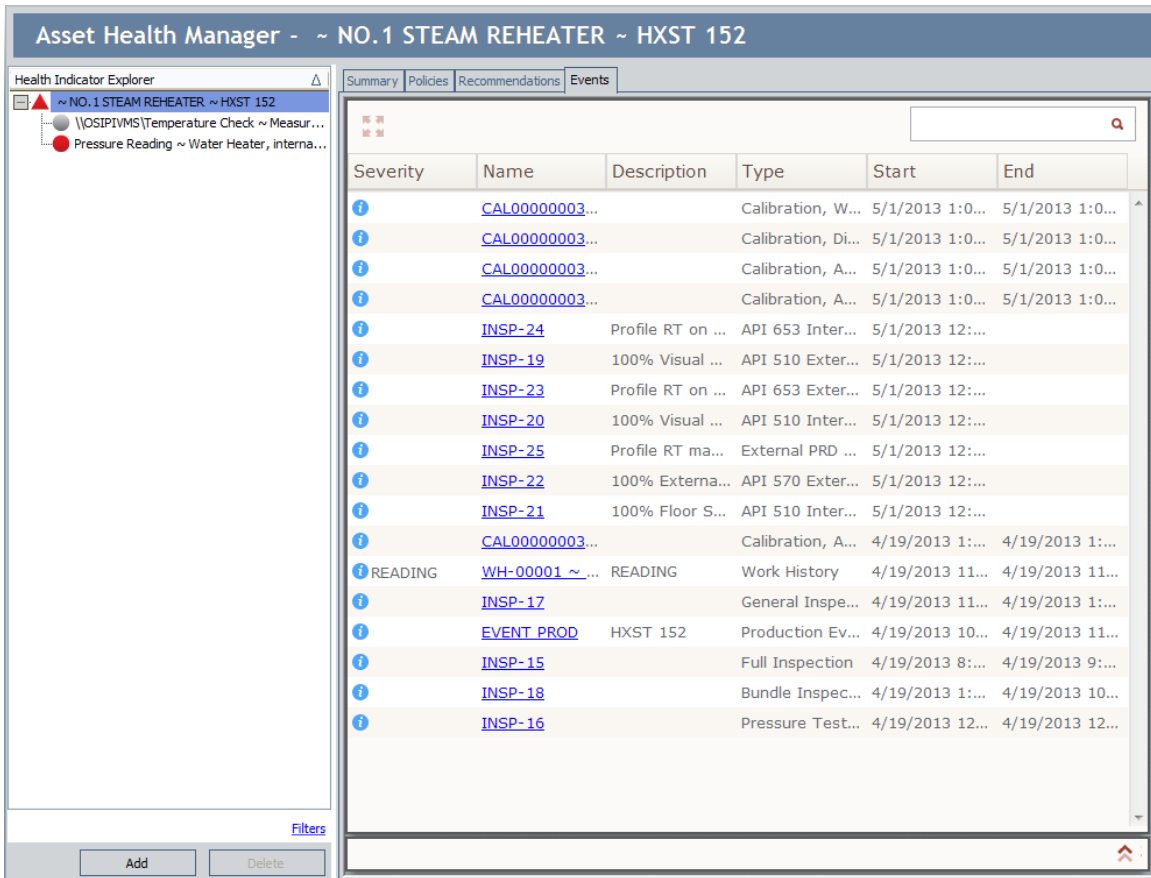 Asset Health Manager -  ~ NO.1 STEAM REHEATER ~ HXST 152
Health Indicator Explorer
~ NO.1 STEAM REHEATER ~ HXST 152
\\OSIPIVMS\Temperature Check ~ Measur...
Pressure Reading ~ Water Heater, interna...
Filters
Add Delete
Summary Policies Recommendations Events
Severity Name Description Type Start End
CAL00000003... Calibration, W... 5/1/2013 1:0... 5/1/2013 1:0...
CAL00000003... Calibration, Di... 5/1/2013 1:0... 5/1/2013 1:0...
CAL00000003... Calibration, A... 5/1/2013 1:0... 5/1/2013 1:0...
CAL00000003... Calibration, A... 5/1/2013 1:0... 5/1/2013 1:0...
INSP-24 Profile RT on ... API 653 Inter... 5/1/2013 12:...
INSP-19 100% Visual ... API 510 Exter... 5/1/2013 12:...
INSP-23 Profile RT on ... API 653 Exter... 5/1/2013 12:...
INSP-20 100% Visual ... API 510 Inter... 5/1/2013 12:...
INSP-25 Profile RT ma... External PRD ... 5/1/2013 12:...
INSP-22 100% Externa... API 570 Exter... 5/1/2013 12:...
INSP-21 100% Floor S... API 510 Inter... 5/1/2013 12:...
CAL00000003... Calibration, A... 4/19/2013 1:... 4/19/2013 1:...
READING WH-00001 ~ ... READING Work History 4/19/2013 11... 4/19/2013 11...
INSP-17 General Inspe... 4/19/2013 11... 4/19/2013 1:...
EVENT PROD HXST 152 Production Ev... 4/19/2013 10... 4/19/2013 11...
INSP-15 Full Inspection 4/19/2013 8:... 4/19/2013 9:...
INSP-18 Bundle Inspec... 4/19/2013 1:... 4/19/2013 10...
INSP-16 Pressure Test... 4/19/2013 12... 4/19/2013 12...